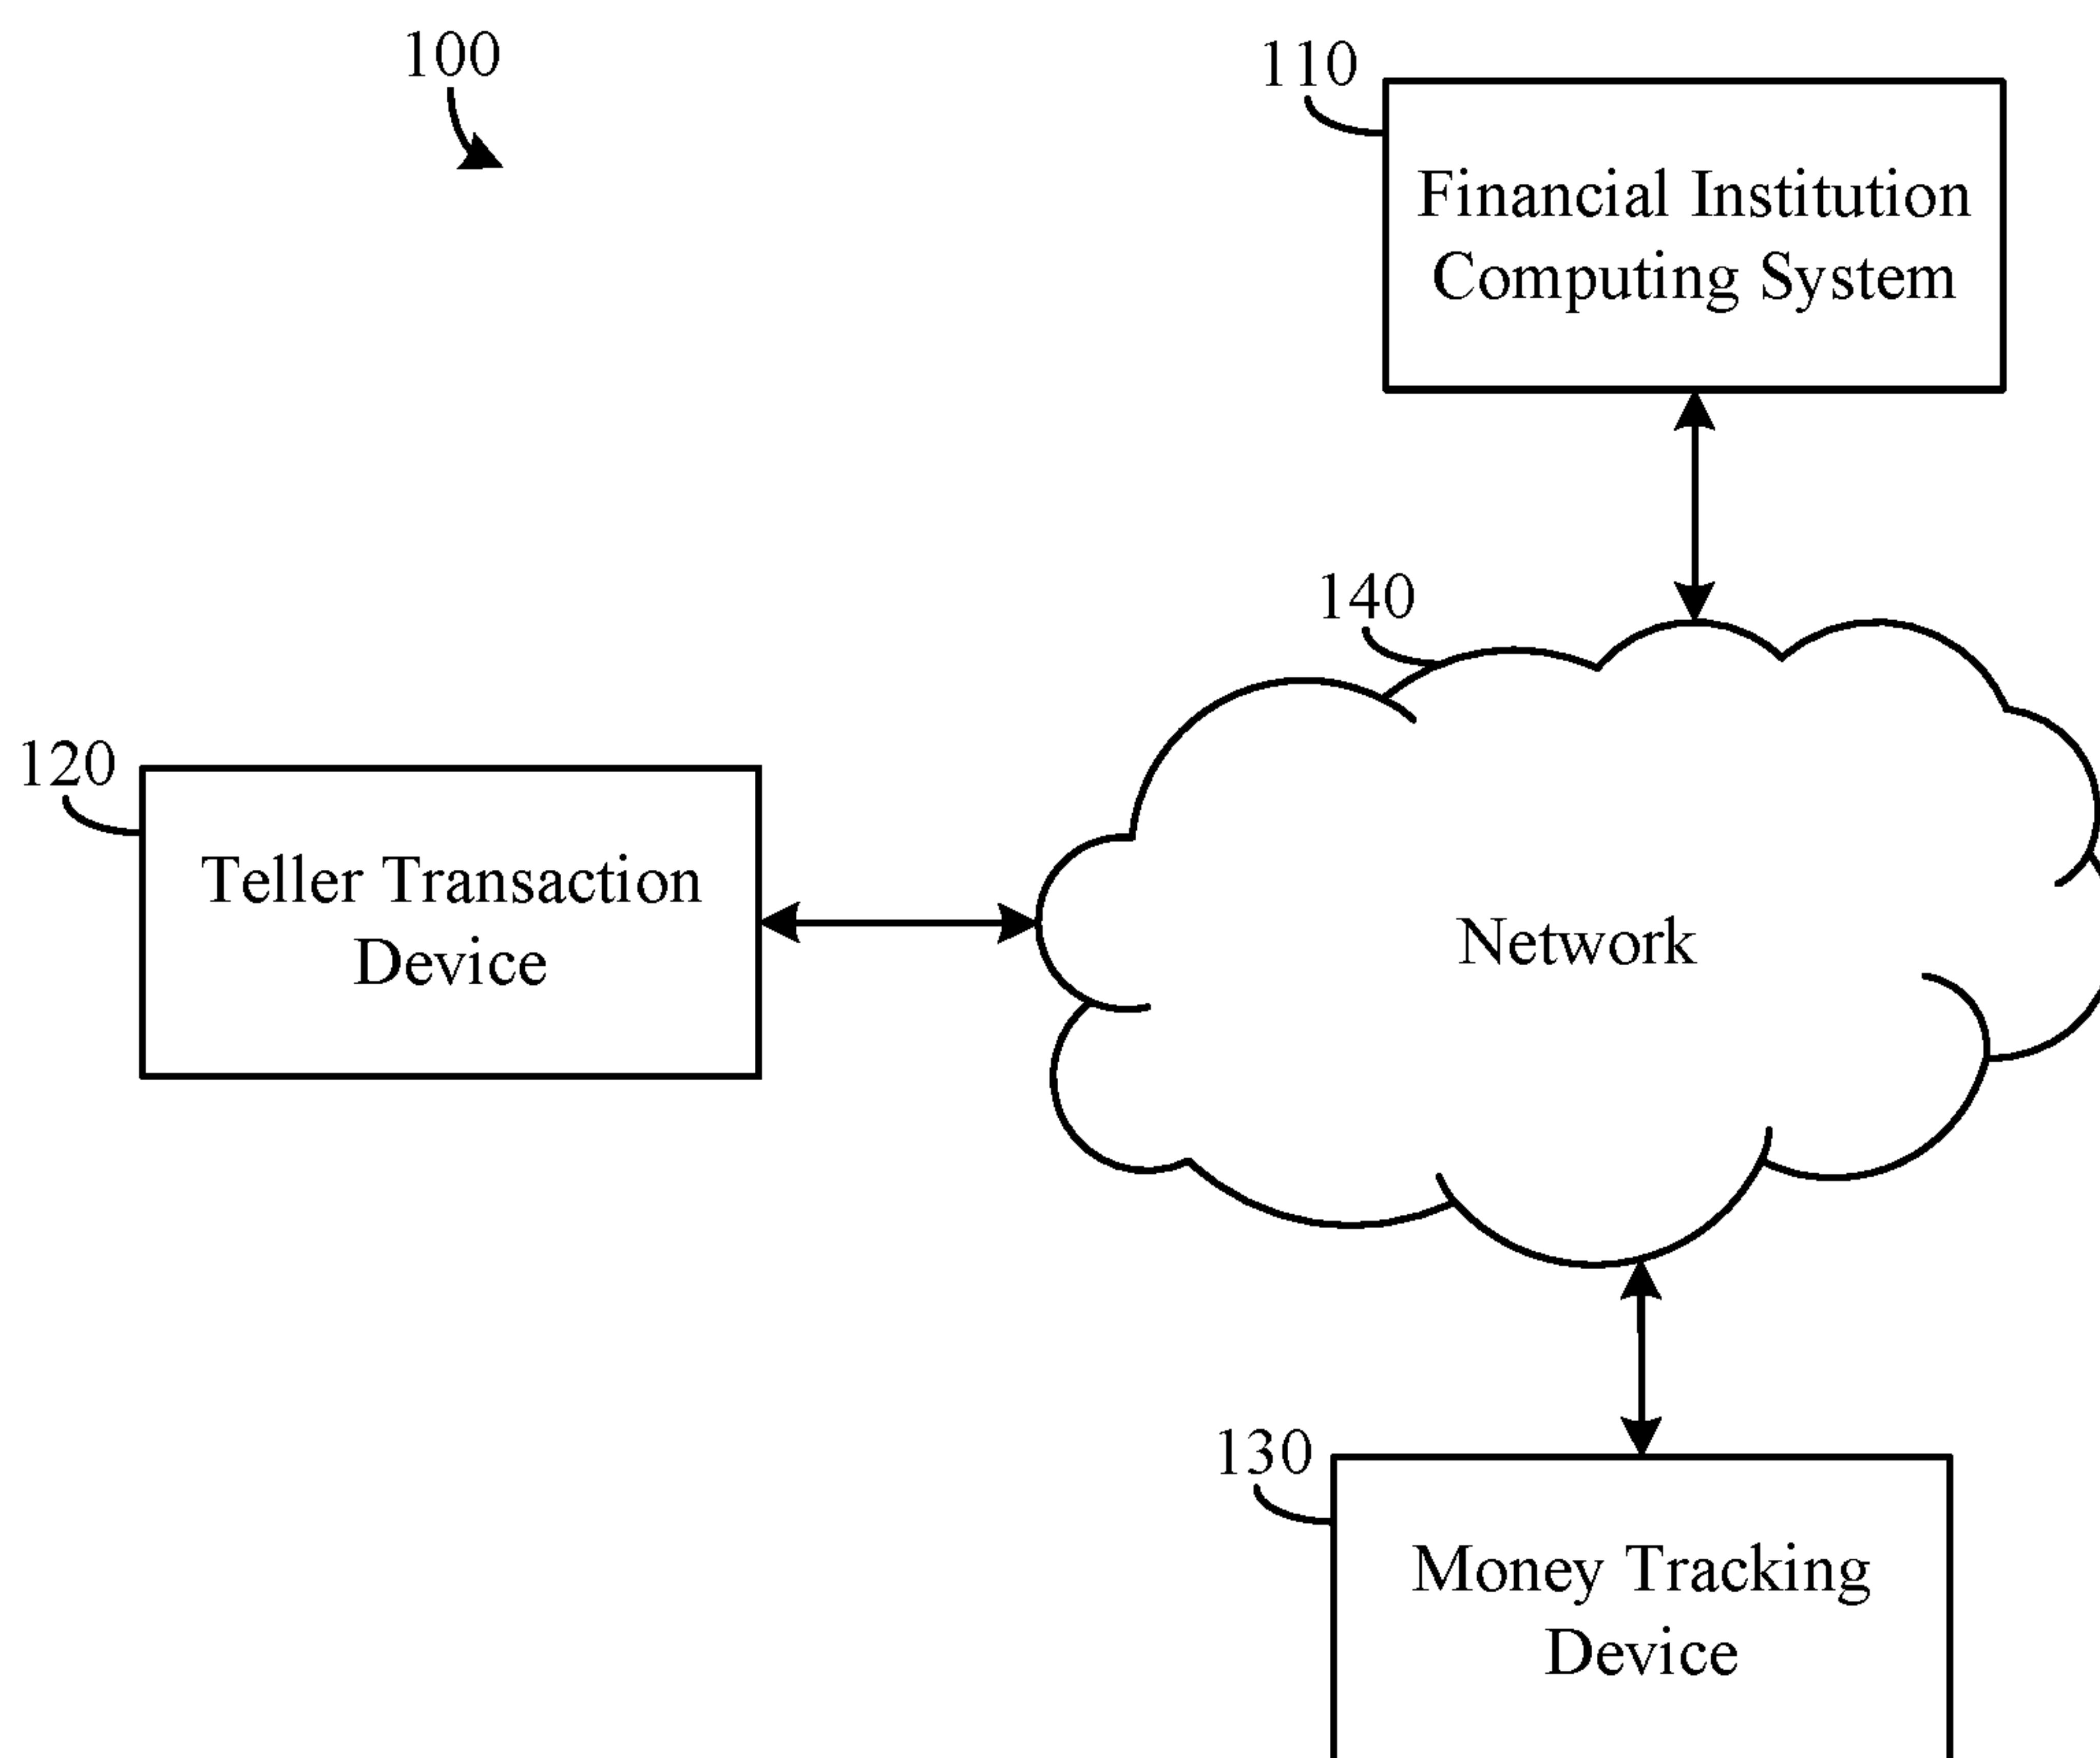 100
110
Financial Institution
Computing System
140
120
Teller Transaction
Device
Network
130
Money Tracking
Device